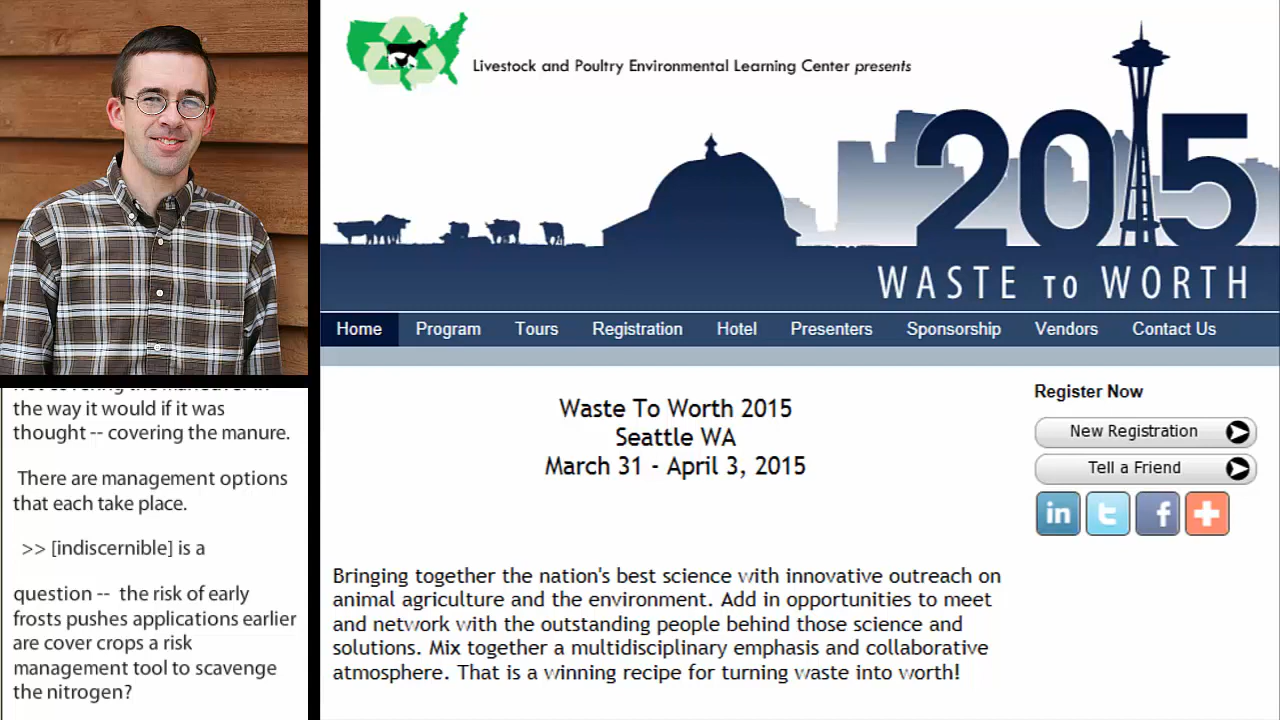 Livestock and Poultry Environmental Learning Center presents
2015
WASTE TO WORTH
Home Program Tours Registration Hotel Presenters Sponsorship Vendors Contact Us
the way it would if it was
thought -- covering the manure.
There are management options
that each take place.
>> [indiscernible] is a
question -- the risk of early
frosts pushes applications earlier
are cover crops a risk
management tool to scavenge
the nitrogen?
Waste To Worth 2015
Seattle WA
March 31 - April 3, 2015
Bringing together the nation's best science with innovative outreach on
animal agriculture and the environment. Add in opportunities to meet
and network with the outstanding people behind those science and
solutions. Mix together a multidisciplinary emphasis and collaborative
atmosphere. That is a winning recipe for turning waste into worth!
Register Now
New Registration
Tell a Friend
in t f